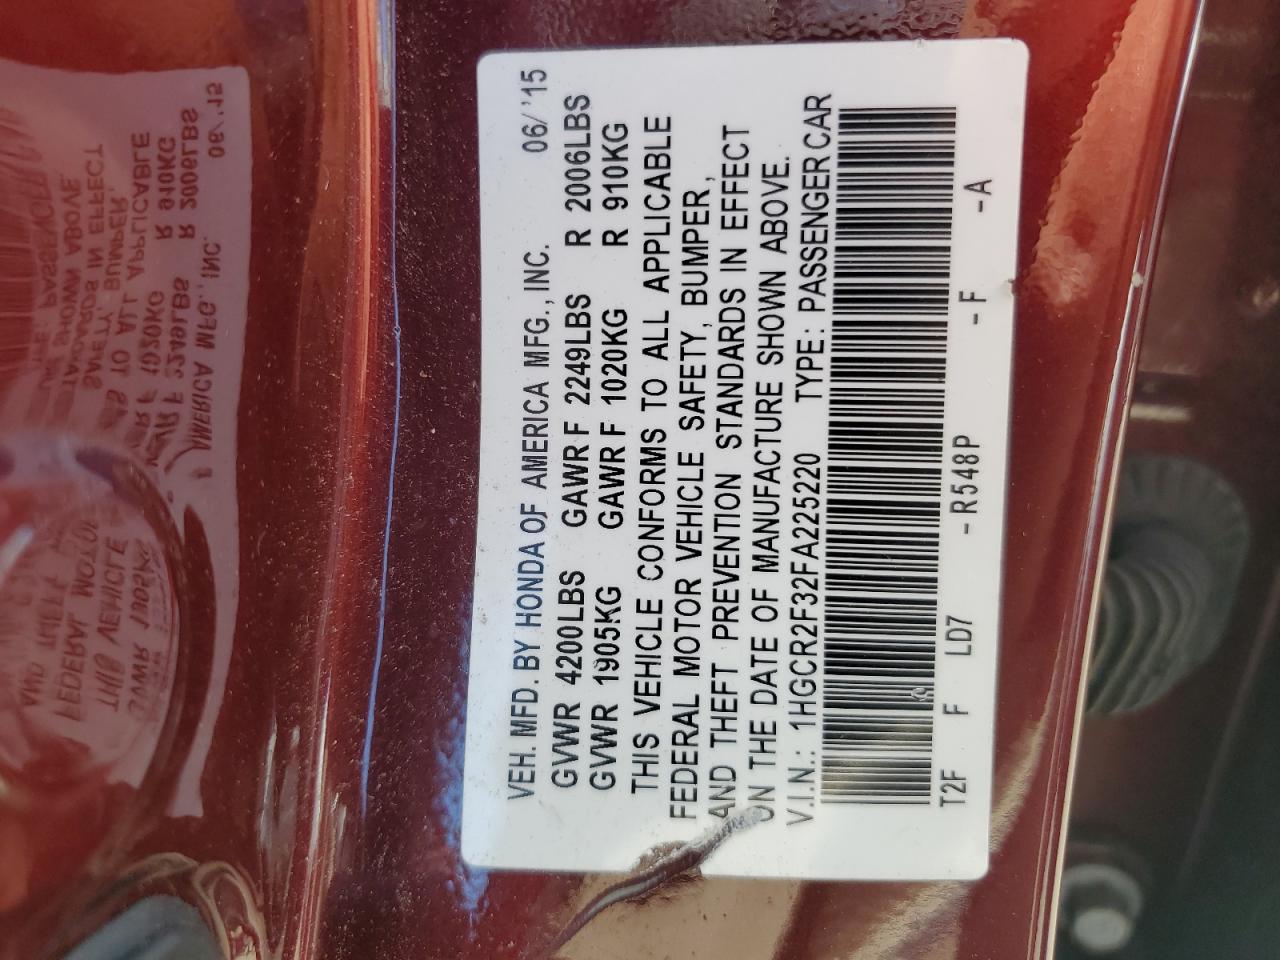 VEH. MFD. BY HONDA OF AMERICA MFG., INC. 06/'15
GVWR 4200LBS GAWR F 2249LBS R 2006LBS
GVWR 1905KG GAWR F 1020KG R 910KG
THIS VEHICLE CONFORMS TO ALL APPLICABLE
FEDERAL MOTOR VEHICLE SAFETY, BUMPER,
AND THEFT PREVENTION STANDARDS IN EFFECT
ON THE DATE OF MANUFACTURE SHOWN ABOVE.
V.I.N.: 1HGCR2F32FA225220 TYPE: PASSENGER CAR
T2F F LD7 -R548P -F -A